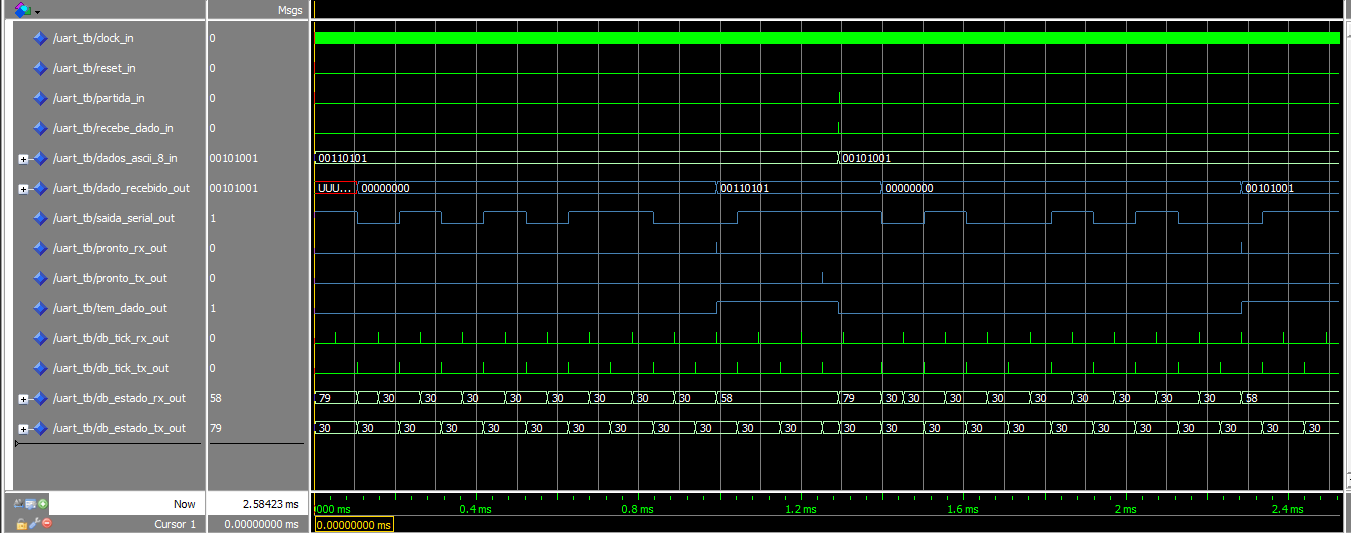 Msgs
/uart_tb/clock_in 0
/uart_tb/reset_in 0
/uart_tb/partida_in 0
/uart_tb/recebe_dado_in 0
/uart_tb/dados_ascii_8_in 00101001 00110101 00101001
/uart_tb/dado_recebido_out 00101001 UUU... 00000000 00110101 00000000 00101001
/uart_tb/saida_serial_out 1
/uart_tb/pronto_rx_out 0
/uart_tb/pronto_tx_out 0
/uart_tb/tem_dado_out 1
/uart_tb/db_tick_rx_out 0
/uart_tb/db_tick_tx_out 0
/uart_tb/db_estado_rx_out 58 79 30 30 30 30 30 30 30 30 58 79 30 30 30 30 30 30 30 30 30 58
/uart_tb/db_estado_tx_out 79 30 30 30 30 30 30 30 30 30 30 30 30 30 30 30 30 30 30 30 30 30 30 30 30
Now 2.58423 ms 000 ms 0.4 ms 0.8 ms 1.2 ms 1.6 ms 2 ms 2.4 ms
Cursor 1 0.00000000 ms 0.00000000 ms